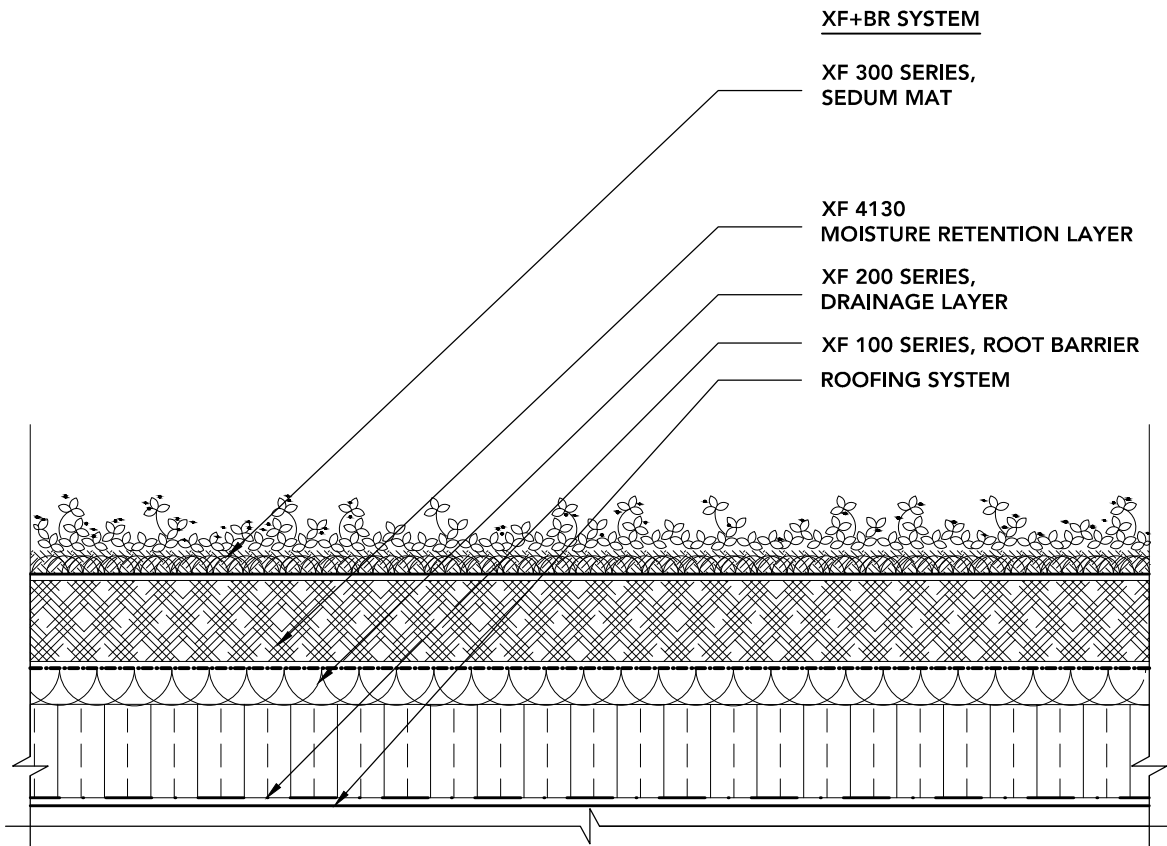 XF+BR SYSTEM
XF 300 SERIES,
SEDUM MAT
XF 4130
MOISTURE RETENTION LAYER
XF 200 SERIES,
DRAINAGE LAYER
XF 100 SERIES, ROOT BARRIER
ROOFING SYSTEM